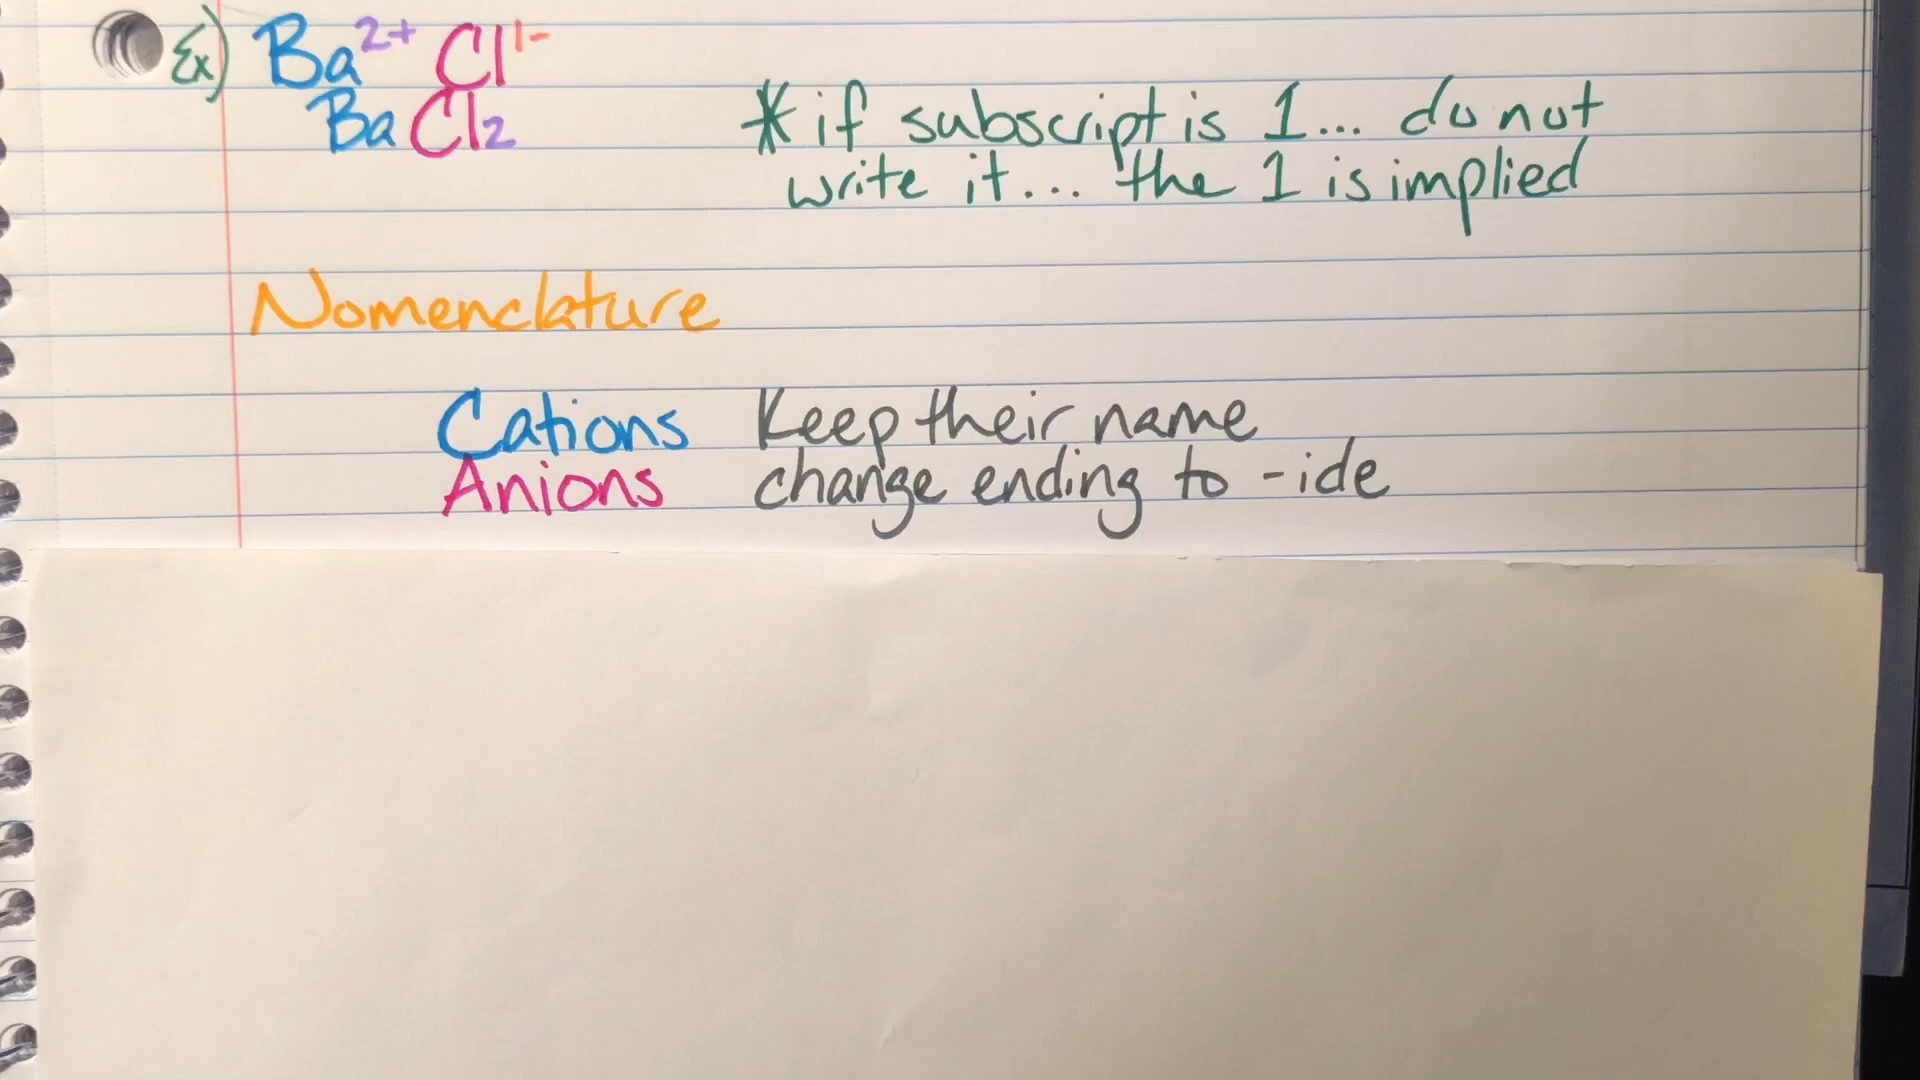 Ex) Ba²⁺ Cl¹⁻
BaCl₂
* if subscript is 1... do not
write it... the 1 is implied
Nomenclature
Cations Keep their name
Anions change ending to -ide